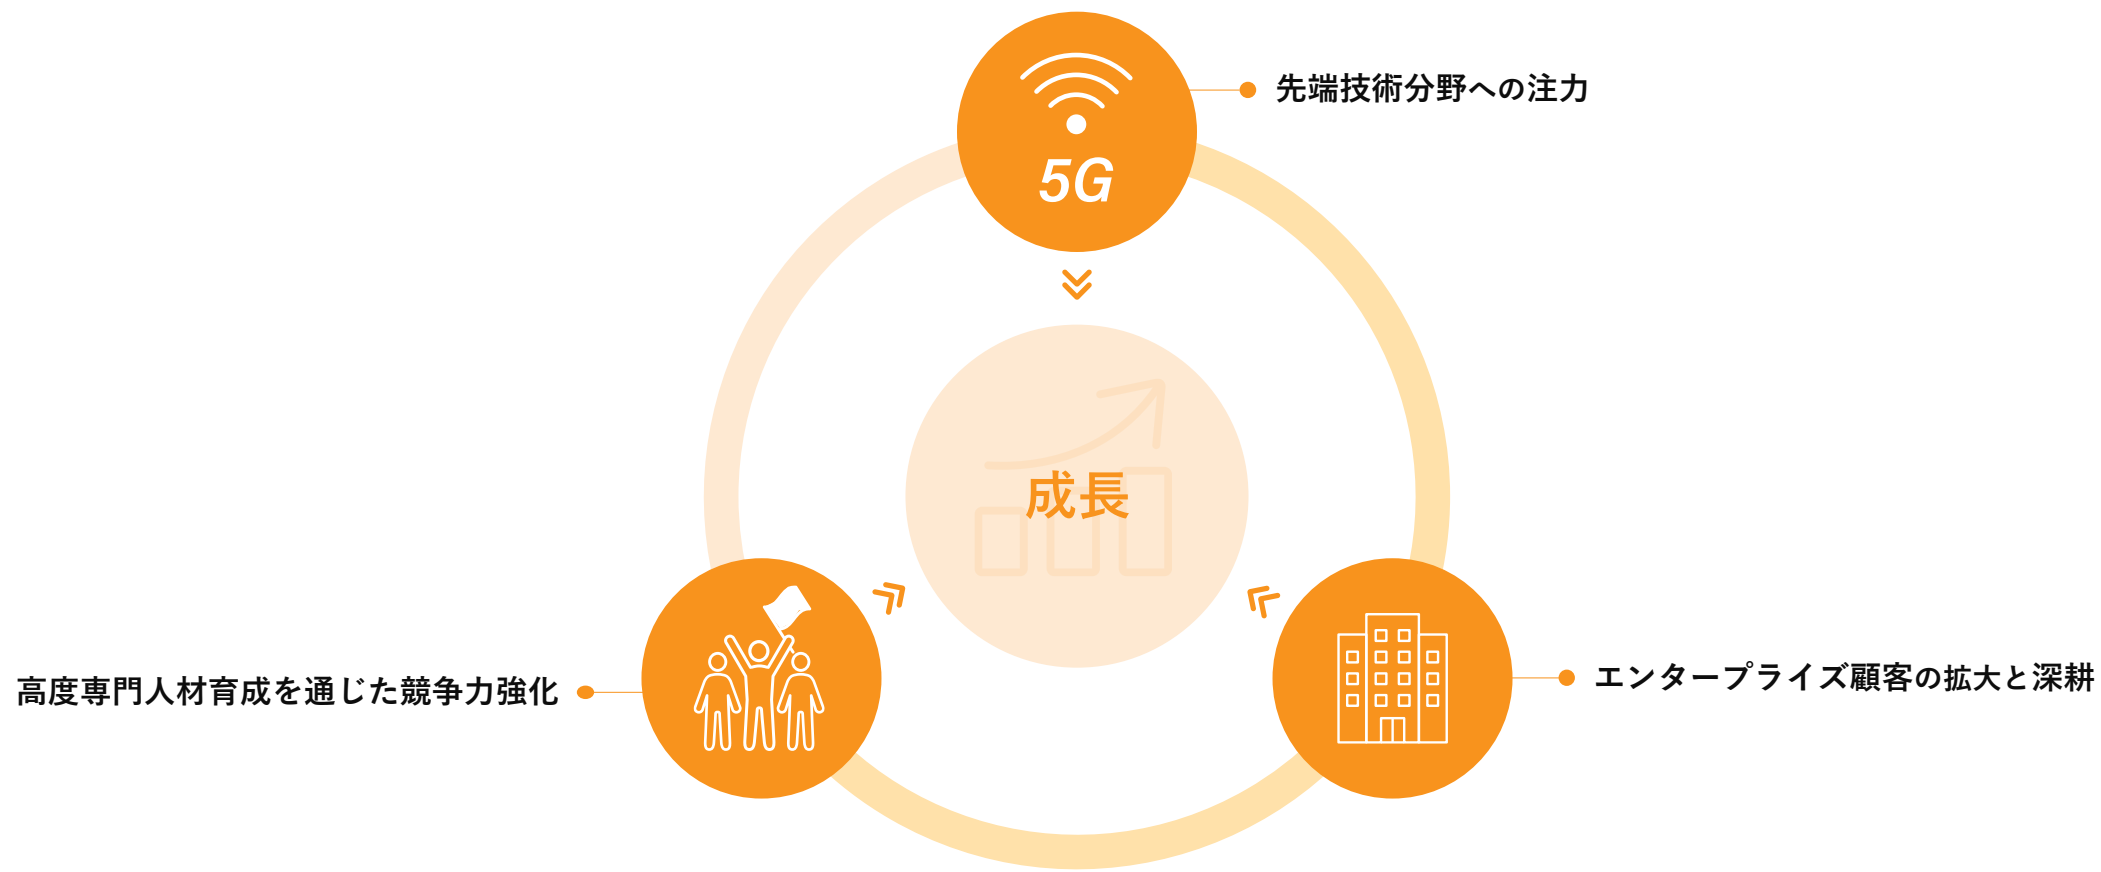 5G
先端技術分野への注力
成長
高度専門人材育成を通じた競争力強化
エンタープライズ顧客の拡大と深耕